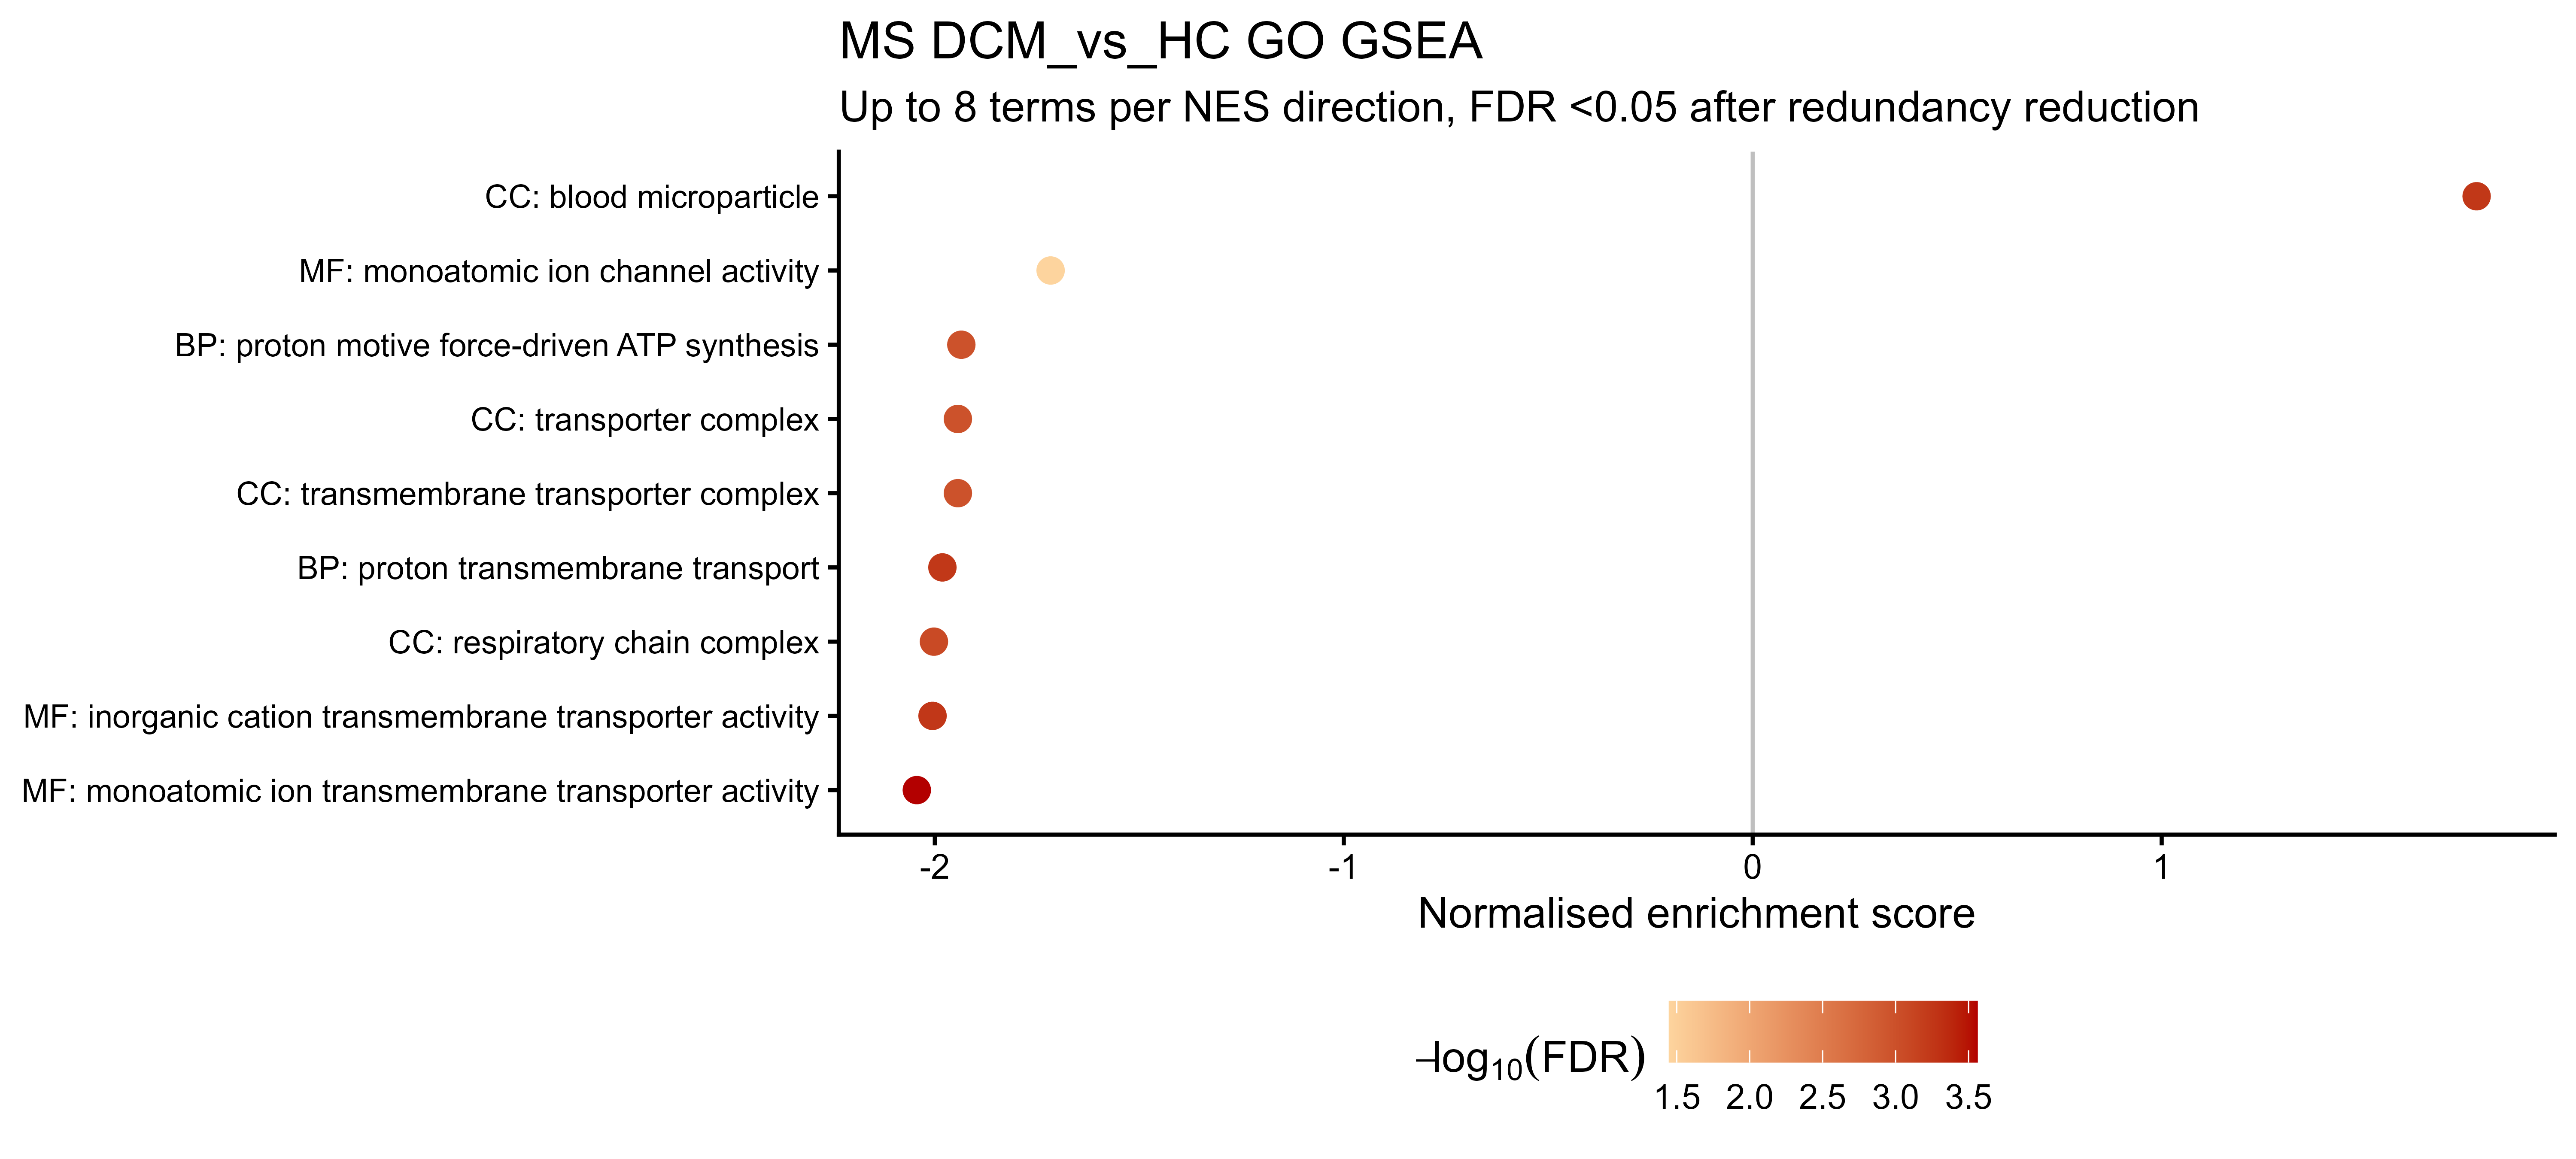 MS DCM_vs_HC GO GSEA
Up to 8 terms per NES direction, FDR <0.05 after redundancy reduction
CC: blood microparticle
MF: monoatomic ion channel activity
BP: proton motive force-driven ATP synthesis
CC: transporter complex
CC: transmembrane transporter complex
BP: proton transmembrane transport
CC: respiratory chain complex
MF: inorganic cation transmembrane transporter activity
MF: monoatomic ion transmembrane transporter activity
-2 -1 0 1
Normalised enrichment score
–log₁₀(FDR)
1.5 2.0 2.5 3.0 3.5